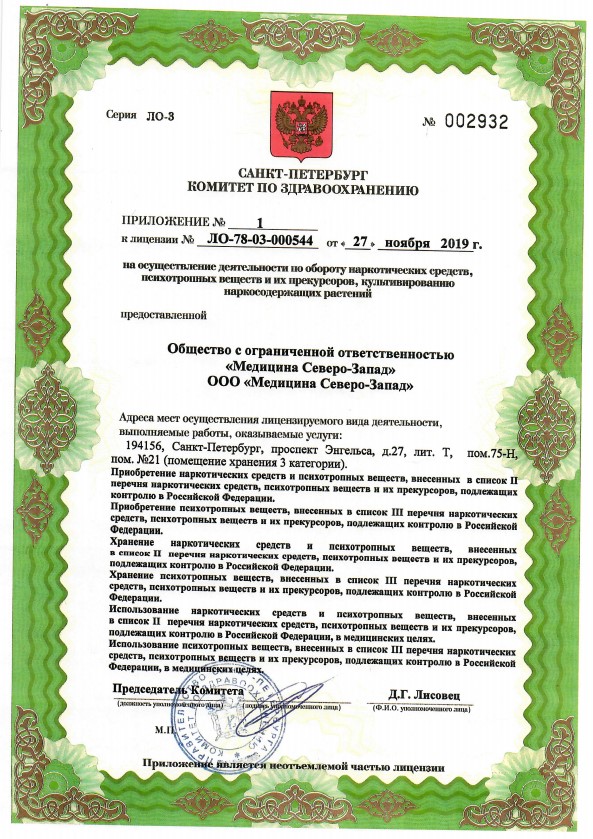 Серия ЛО-3
№ 002932
САНКТ-ПЕТЕРБУРГ
КОМИТЕТ ПО ЗДРАВООХРАНЕНИЮ
ПРИЛОЖЕНИЕ № 1
к лицензии № ЛО-78-03-000544 от « 27 » ноября 2019 г.
на осуществление деятельности по обороту наркотических средств,
психотропных веществ и их прекурсоров, культивированию
наркосодержащих растений
предоставленной
Общество с ограниченной ответственностью
«Медицина Северо-Запад»
ООО «Медицина Северо-Запад»
Адреса мест осуществления лицензируемого вида деятельности,
выполняемые работы, оказываемые услуги:
194156, Санкт-Петербург, проспект Энгельса, д.27, лит. Т, пом.75-Н,
пом. №21 (помещение хранения 3 категории).
Приобретение наркотических средств и психотропных веществ, внесенных в список II
перечня наркотических средств, психотропных веществ и их прекурсоров, подлежащих
контролю в Российской Федерации.
Приобретение психотропных веществ, внесенных в список III перечня наркотических
средств, психотропных веществ и их прекурсоров, подлежащих контролю в Российской
Федерации.
Хранение наркотических средств и психотропных веществ, внесенных
в список II перечня наркотических средств, психотропных веществ и их прекурсоров,
подлежащих контролю в Российской Федерации.
Хранение психотропных веществ, внесенных в список III перечня наркотических
средств, психотропных веществ и их прекурсоров, подлежащих контролю в Российской
Федерации.
Использование наркотических средств и психотропных веществ, внесенных
в список II перечня наркотических средств, психотропных веществ и их прекурсоров,
подлежащих контролю в Российской Федерации, в медицинских целях.
Использование психотропных веществ, внесенных в список III перечня наркотических
средств, психотропных веществ и их прекурсоров, подлежащих контролю в Российской
Федерации, в медицинских целях.
Председатель Комитета
Д.Г. Лисовец
(должность уполномоченного лица)
(подпись уполномоченного лица)
(Ф.И.О. уполномоченного лица)
М.П.
Приложение является неотъемлемой частью лицензии